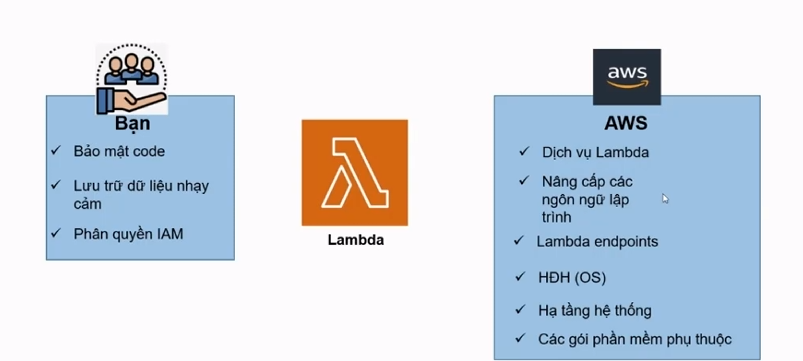 Bạn
✓ Bảo mật code
✓ Lưu trữ dữ liệu nhạy
cảm
✓ Phân quyền IAM
Lambda
aws
AWS
✓ Dịch vụ Lambda
✓ Nâng cấp các
ngôn ngữ lập
trình
✓ Lambda endpoints
✓ HĐH (OS)
✓ Hạ tầng hệ thống
✓ Các gói phần mềm phụ thuộc